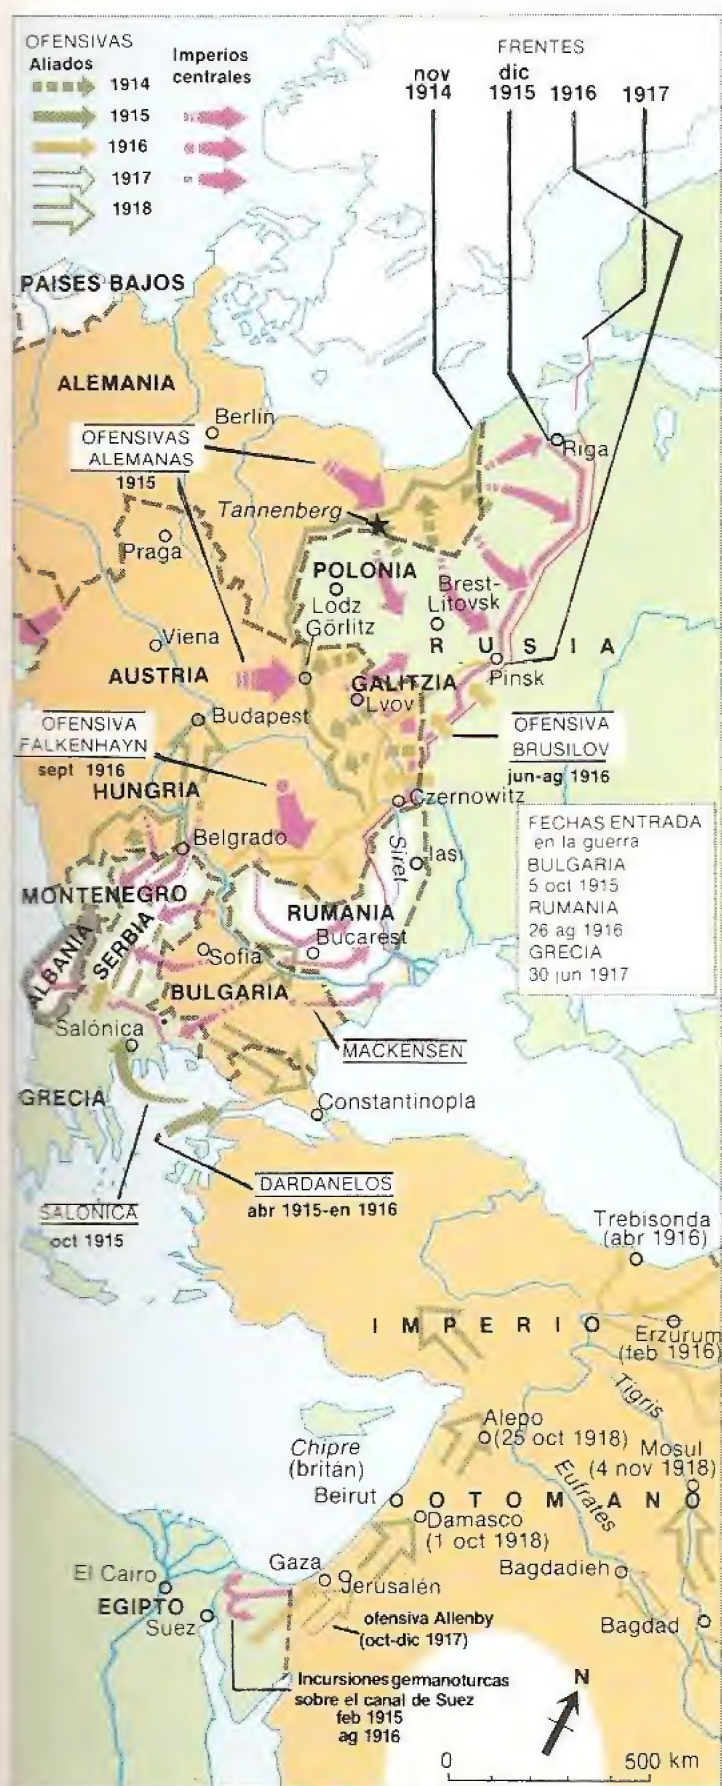 OFENSIVAS
Aliados
1914
1915
1916
1917
1918
Imperios
centrales
FRENTES
nov
1914
dic
1915
1916
1917
PAISES BAJOS
ALEMANIA
Berlín
OFENSIVAS
ALEMANAS
1915
Riga
Tannenberg
Praga
POLONIA
Lodz
Brest-
Litovsk
Görlitz
RUSIA
Viena
AUSTRIA
GALITZIA
Pinsk
Lvov
Budapest
OFENSIVA
FALKENHAYN
sept 1916
OFENSIVA
BRUSILOV
jun-ag 1916
HUNGRIA
Czernowitz
Belgrado
Siret
Iasi
FECHAS ENTRADA
en la guerra
BULGARIA
5 oct 1915
RUMANIA
26 ag 1916
GRECIA
30 jun 1917
MONTENEGRO
RUMANIA
ALBANIA
SERBIA
Sofia
Bucarest
BULGARIA
Salónica
MACKENSEN
GRECIA
Constantinopla
DARDANELOS
abr 1915-en 1916
SALONICA
oct 1915
Trebisonda
(abr 1916)
IMPERIO
Erzurum
(feb 1916)
Tigris
Alepo
(25 oct 1918)
Mosul
(4 nov 1918)
Chipre
(britán)
Eufrates
Beirut
OTOMANO
Damasco
(1 oct 1918)
Gaza
Jerusalén
Bagdadieh
El Cairo
EGIPTO
Suez
ofensiva Allenby
(oct-dic 1917)
Bagdad
Incursiones germanoturcas
sobre el canal de Suez
feb 1915
ag 1916
N
0
500 km